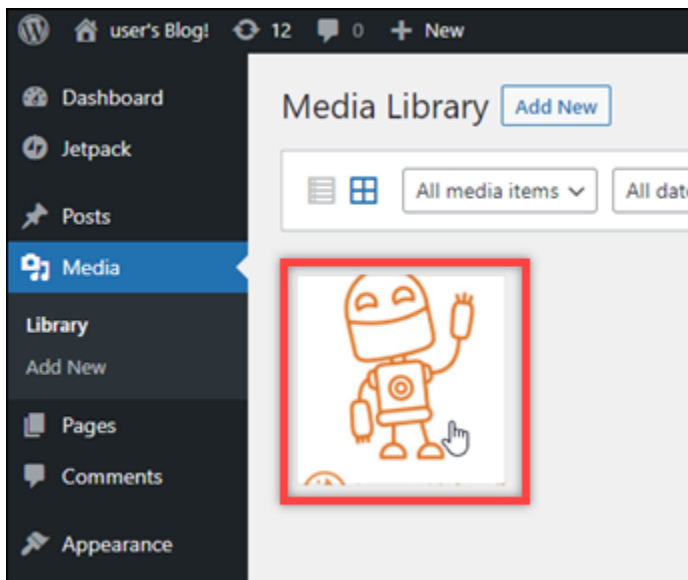 user's Blog! 12 0 + New
Dashboard
Jetpack
Posts
Media
Library
Add New
Pages
Comments
Appearance
Media Library Add New
All media items All date